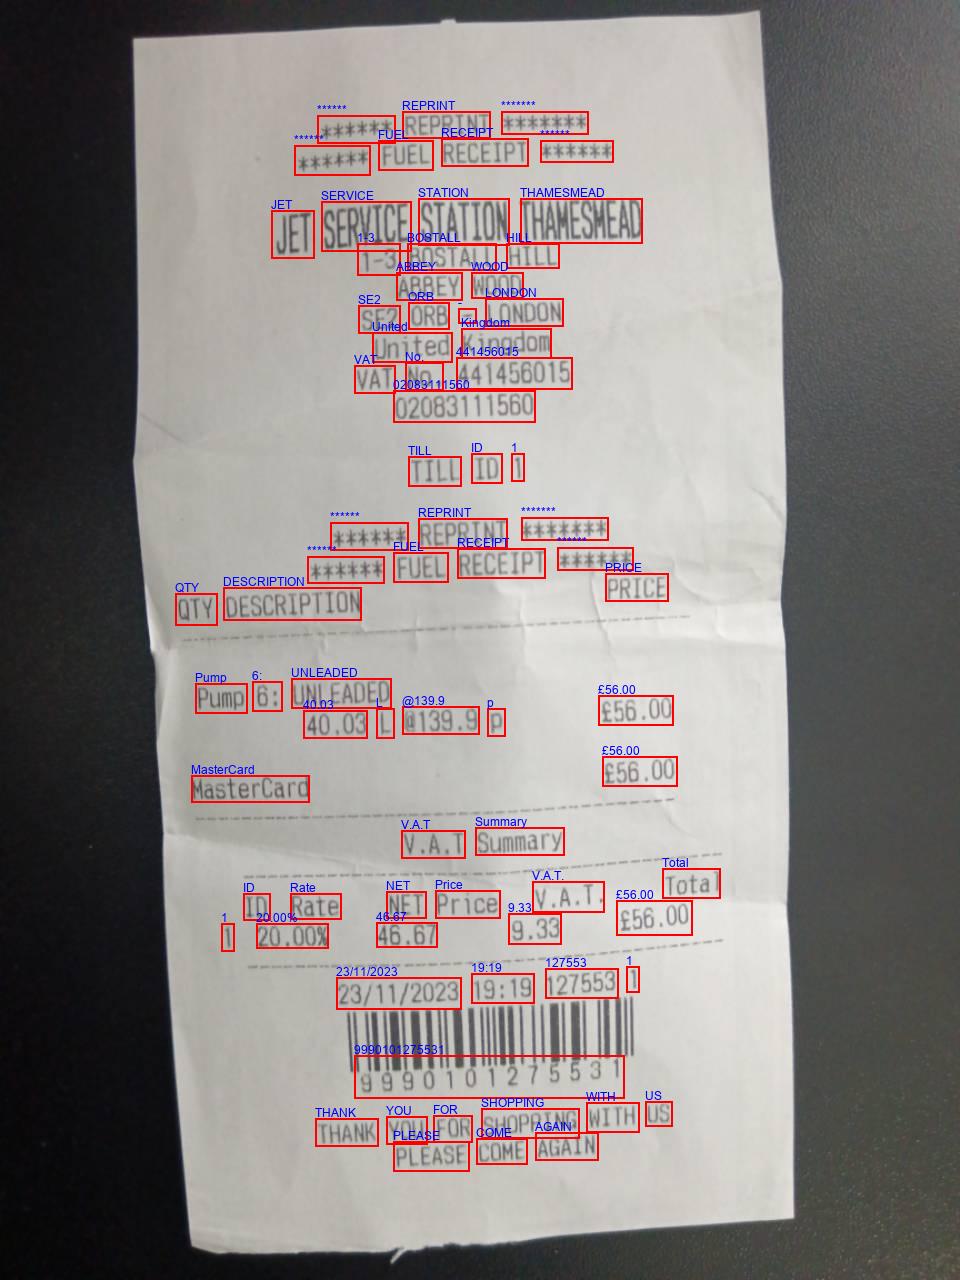 ****** REPRINT *******
****** FUEL RECEIPT ******
JET SERVICE STATION THAMESMEAD
1-3 BOSTALL HILL
ABBEY WOOD
SE2 ORB - LONDON
United Kingdom
VAT No. 441456015
02083111560
TILL ID 1
****** REPRINT *******
****** FUEL RECEIPT ******
QTY DESCRIPTION PRICE
Pump 6: UNLEADED
40.03 L @139.9 p £56.00
MasterCard £56.00
V.A.T Summary
ID Rate NET Price V.A.T. Total
1 20.00% 46.67 9.33 £56.00
23/11/2023 19:19 127553 1
9990101275531
THANK YOU FOR SHOPPING WITH US
PLEASE COME AGAIN